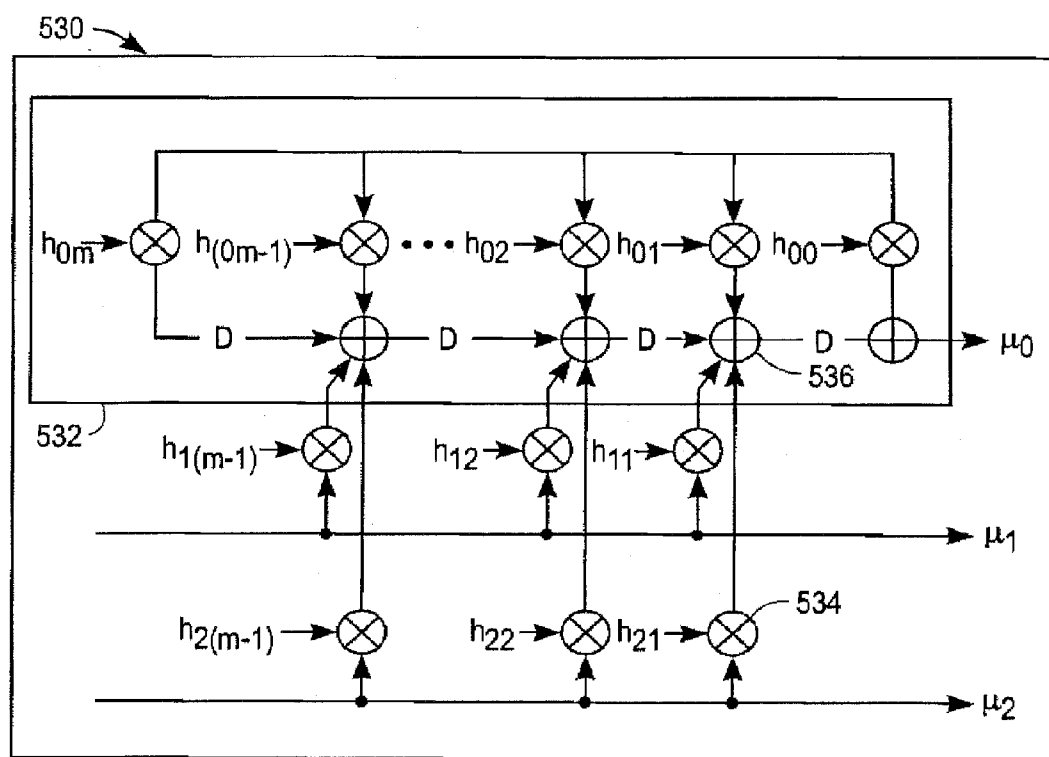 530
h0m h(0m-1) • • • h02 h01 h00
D D D D μ0
536
532
h1(m-1) h12 h11
μ1
534
h2(m-1) h22 h21
μ2